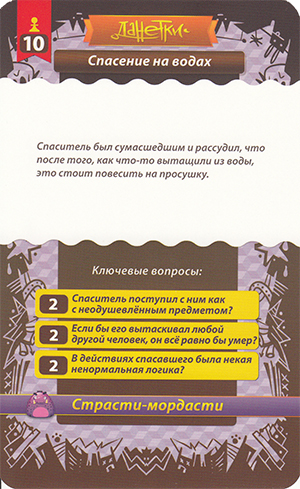 10
Данетки
Спасение на водах
Спаситель был сумасшедшим и рассудил, что
после того, как что-то вытащили из воды,
это стоит повесить на просушку.
Ключевые вопросы:
2
Спаситель поступил с ним как
с неодушевлённым предметом?
2
Если бы его вытаскивал любой
другой человек, он всё равно бы умер?
2
В действиях спасавшего была некая
ненормальная логика?
Страсти-мордасти